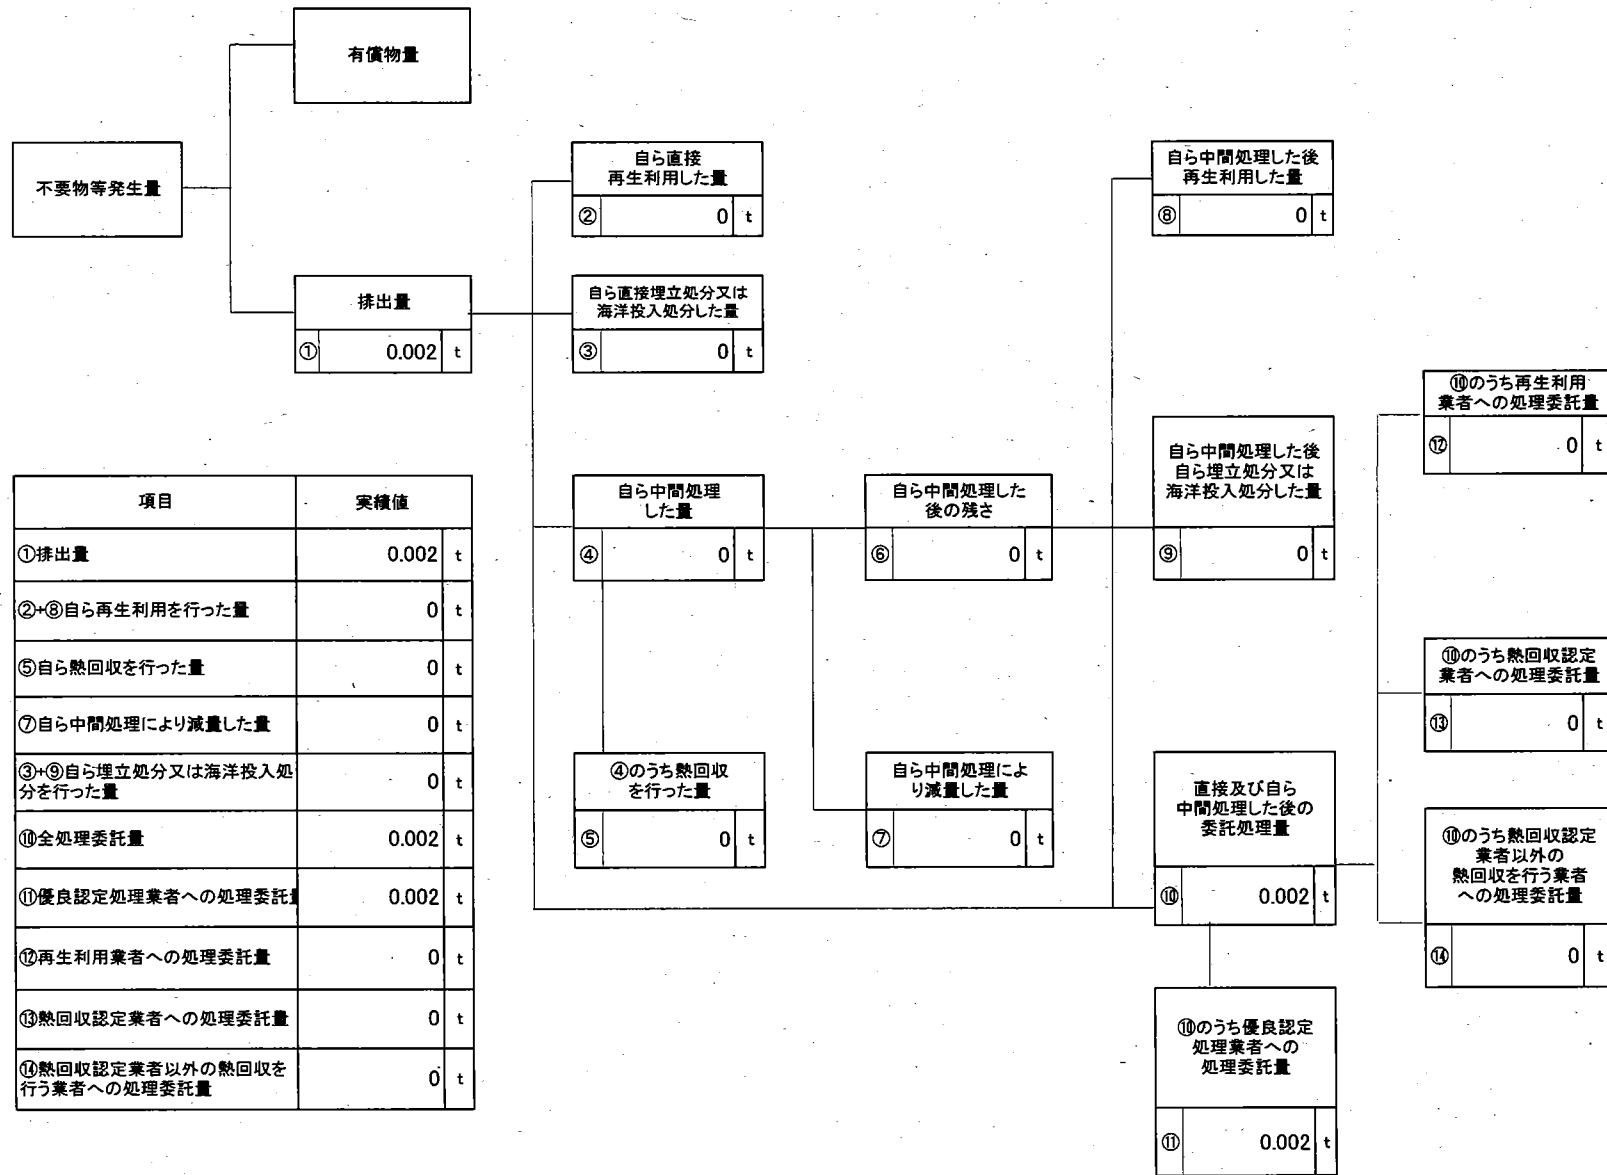 有償物量
不要物等発生量
排出量
① 0.002 t
自ら直接
再生利用した量
② 0 t
自ら直接埋立処分又は
海洋投入処分した量
③ 0 t
自ら中間処理
した量
④ 0 t
④のうち熱回収
を行った量
⑤ 0 t
自ら中間処理した
後の残さ
⑥ 0 t
自ら中間処理によ
り減量した量
⑦ 0 t
自ら中間処理した後
再生利用した量
⑧ 0 t
自ら中間処理した後
自ら埋立処分又は
海洋投入処分した量
⑨ 0 t
直接及び自ら
中間処理した後の
委託処理量
⑩ 0.002 t
⑩のうち優良認定
処理業者への
処理委託量
⑪ 0.002 t
⑩のうち再生利用
業者への処理委託量
⑫ 0 t
⑩のうち熱回収認定
業者への処理委託量
⑬ 0 t
⑩のうち熱回収認定
業者以外の
熱回収を行う業者
への処理委託量
⑭ 0 t
項目 実績値
①排出量 0.002 t
②+⑧自ら再生利用を行った量 0 t
⑤自ら熱回収を行った量 0 t
⑦自ら中間処理により減量した量 0 t
③+⑨自ら埋立処分又は海洋投入処
分を行った量 0 t
⑩全処理委託量 0.002 t
⑪優良認定処理業者への処理委託量 0.002 t
⑫再生利用業者への処理委託量 0 t
⑬熱回収認定業者への処理委託量 0 t
⑭熱回収認定業者以外の熱回収を
行う業者への処理委託量 0 t